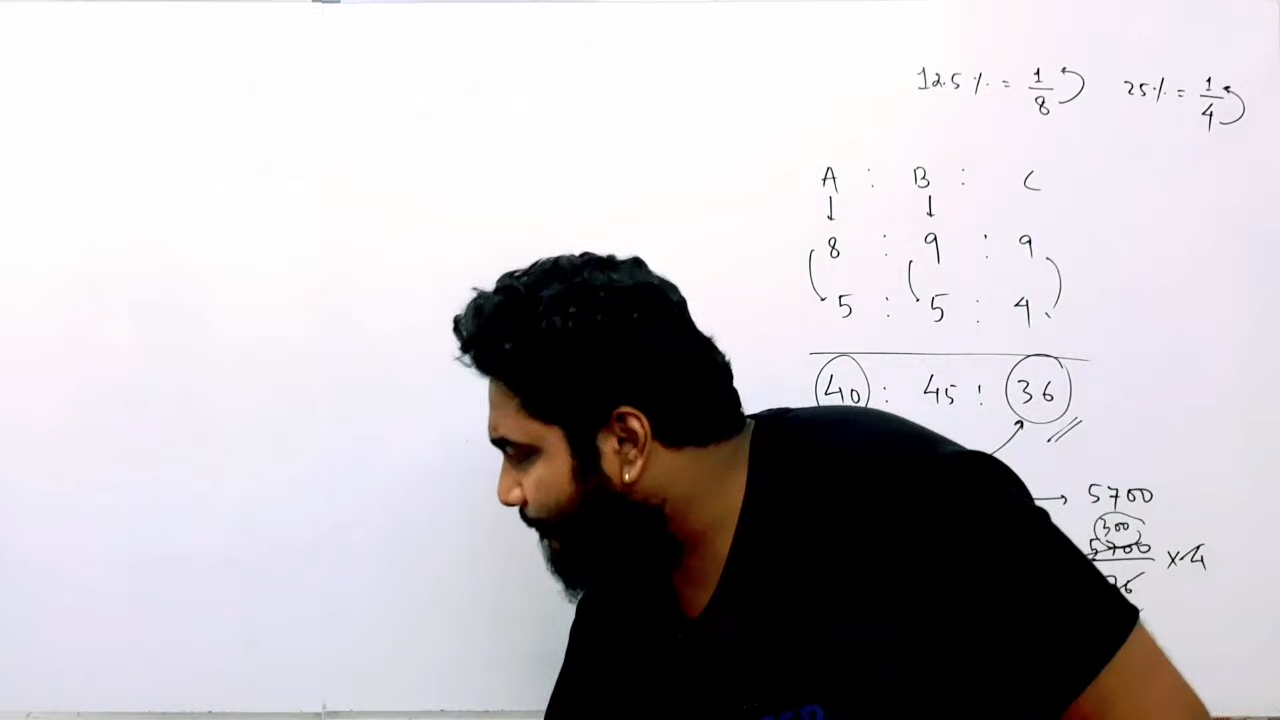 12.5 % = 1/8 25% = 1/4
A : B : C
8 : 9 : 9
5 : 5 : 4
40 : 45 : 36
5700
300
5700
× 4